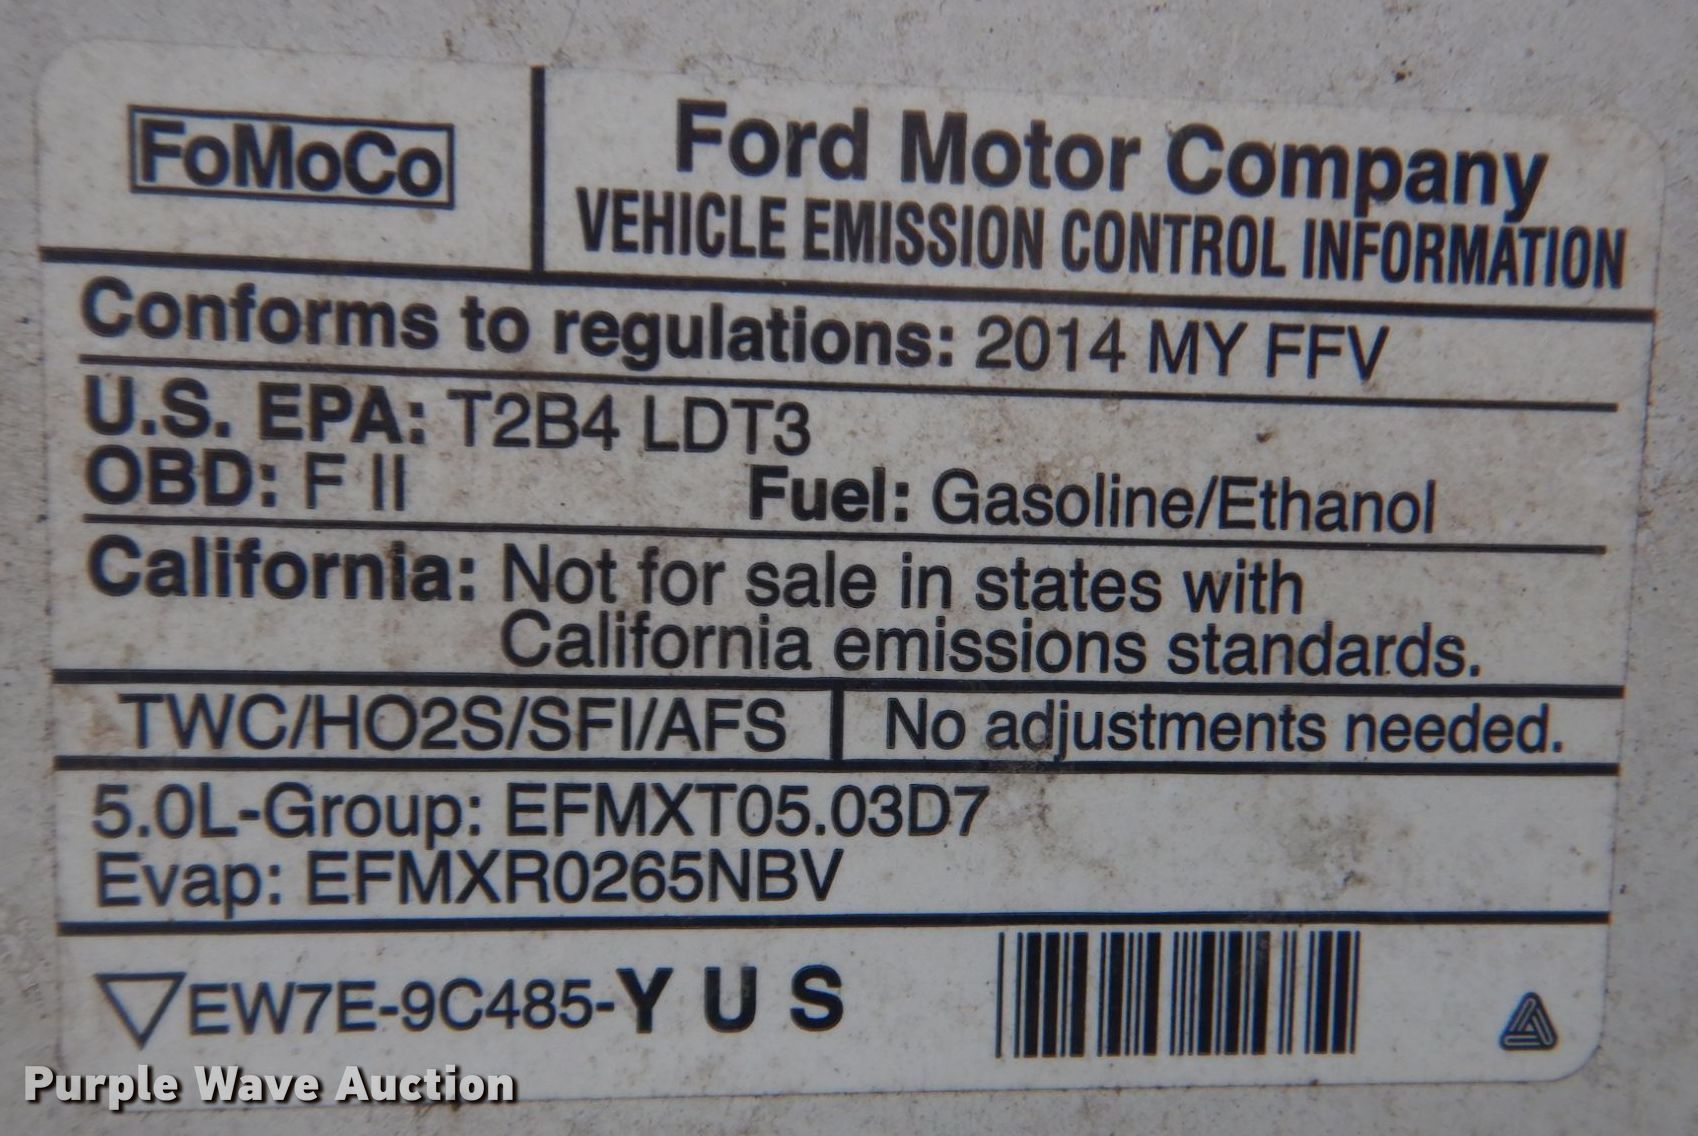 FoMoCo
Ford Motor Company
VEHICLE EMISSION CONTROL INFORMATION
Conforms to regulations: 2014 MY FFV
U.S. EPA: T2B4 LDT3
OBD: F II Fuel: Gasoline/Ethanol
California: Not for sale in states with
California emissions standards.
TWC/HO2S/SFI/AFS No adjustments needed.
5.0L-Group: EFMXT05.03D7
Evap: EFMXR0265NBV
EW7E-9C485-Y U S
Purple Wave Auction